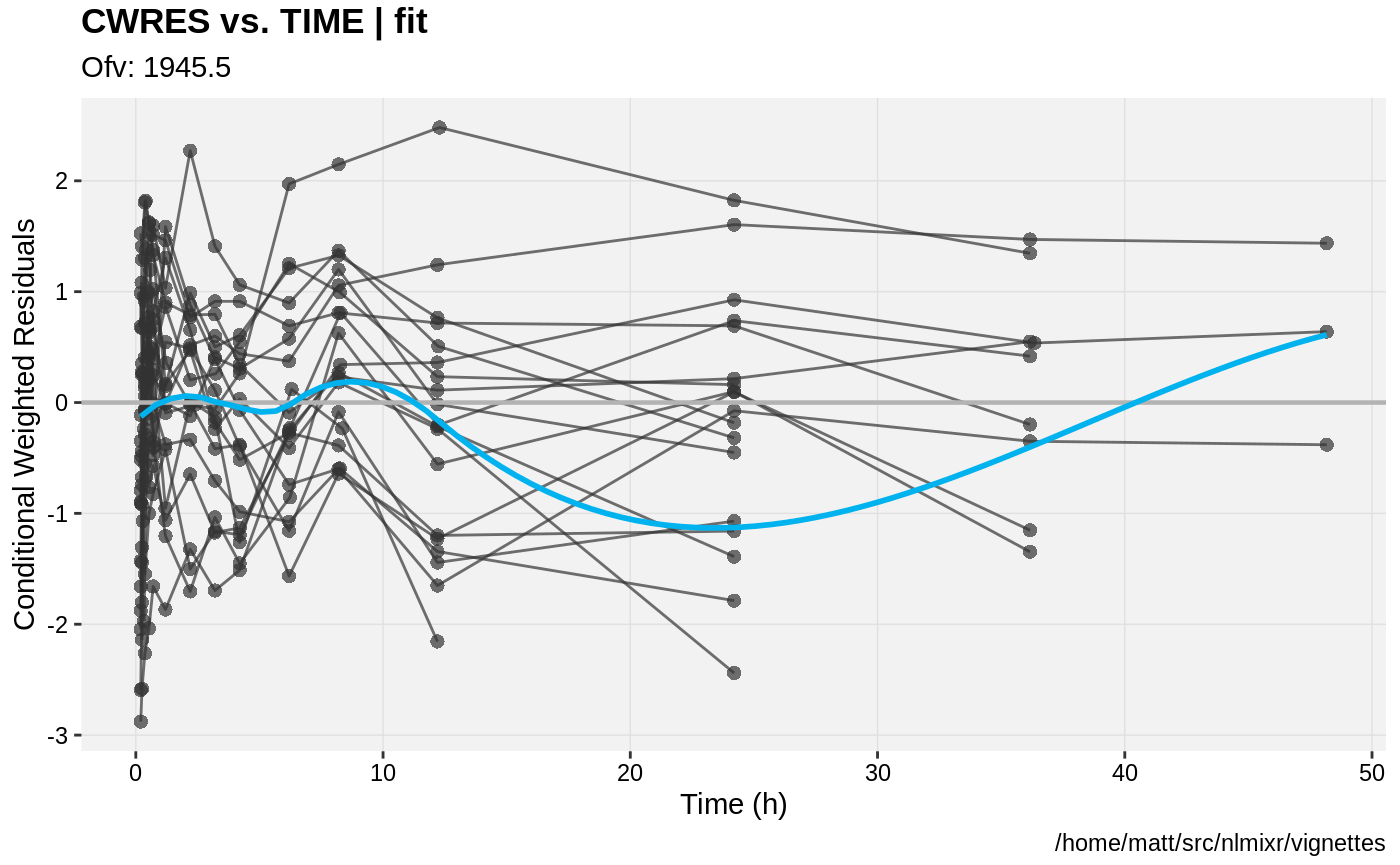 CWRES vs. TIME | fit
Ofv: 1945.5
Conditional Weighted Residuals
2
1
0
-1
-2
-3
0 10 20 30 40 50
Time (h)
/home/matt/src/nlmixr/vignettes